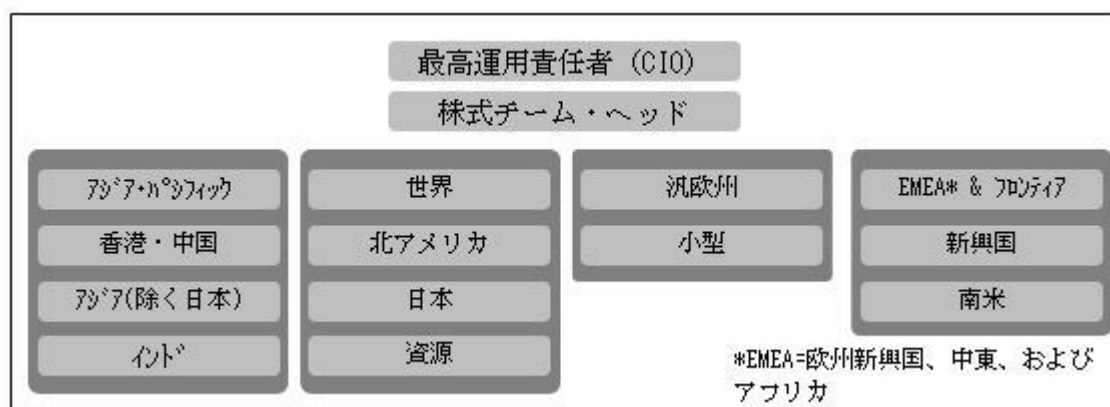 最高運用責任者 (CIO)
株式チーム・ヘッド
ｱｼﾞｱ・ﾊﾟｼﾌｨｯｸ
香港・中国
ｱｼﾞｱ(除く日本)
ｲﾝﾄﾞ
世界
北アメリカ
日本
資源
汎欧州
小型
EMEA* & ﾌﾛﾝﾃｨｱ
新興国
南米
*EMEA=欧州新興国、中東、および
アフリカ